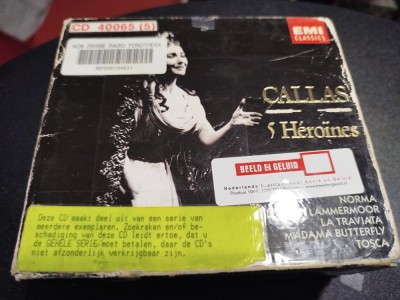 CD 40065 (5)
EMI
CLASSICS
CALLAS
5 Héroïnes
BEELD & GELUID
NORMA
LAMMERMOOR
LA TRAVIATA
MADAMA BUTTERFLY
TOSCA
Deze CD maakt deel uit van een serie van
meerdere exemplaren. Zoekraken en/of be-
schadiging van deze CD leidt ertoe, dat u
de GEHELE SERIE moet betalen, daar de CD's
niet afzonderlijk verkrijgbaar zijn.